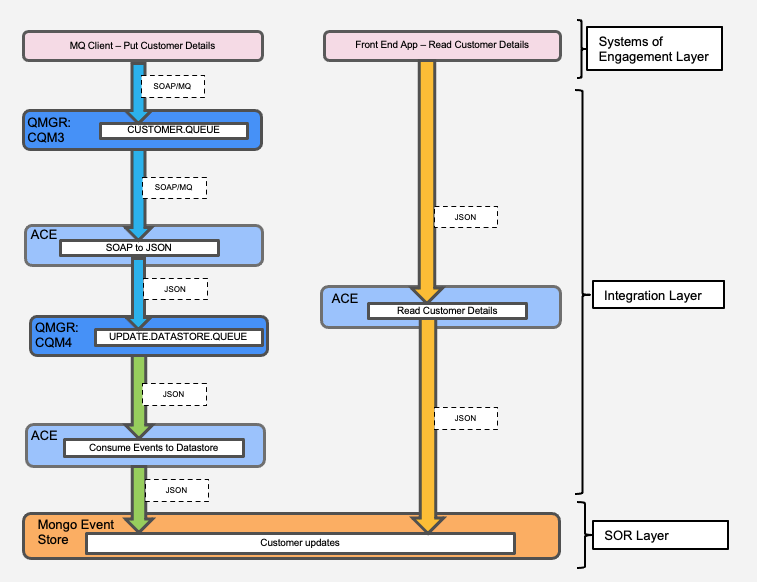 MQ Client – Put Customer Details
Front End App – Read Customer Details
Systems of
Engagement Layer
SOAP/MQ
QMGR:
CQM3
CUSTOMER.QUEUE
SOAP/MQ
JSON
ACE
SOAP to JSON
JSON
ACE
Read Customer Details
Integration Layer
QMGR:
CQM4
UPDATE.DATASTORE.QUEUE
JSON
JSON
ACE
Consume Events to Datastore
JSON
Mongo Event
Store
Customer updates
SOR Layer